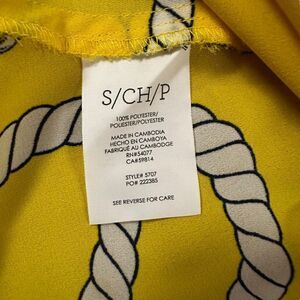 S/CH/P
100% POLYESTER/
POLIESTER/POLYESTER
MADE IN CAMBODIA
HECHO EN CAMBOYA
FABRIQUÉ AU CAMBODGE
RN#54077
CA#59814
STYLE# 5707
PO# 222385
SEE REVERSE FOR CARE